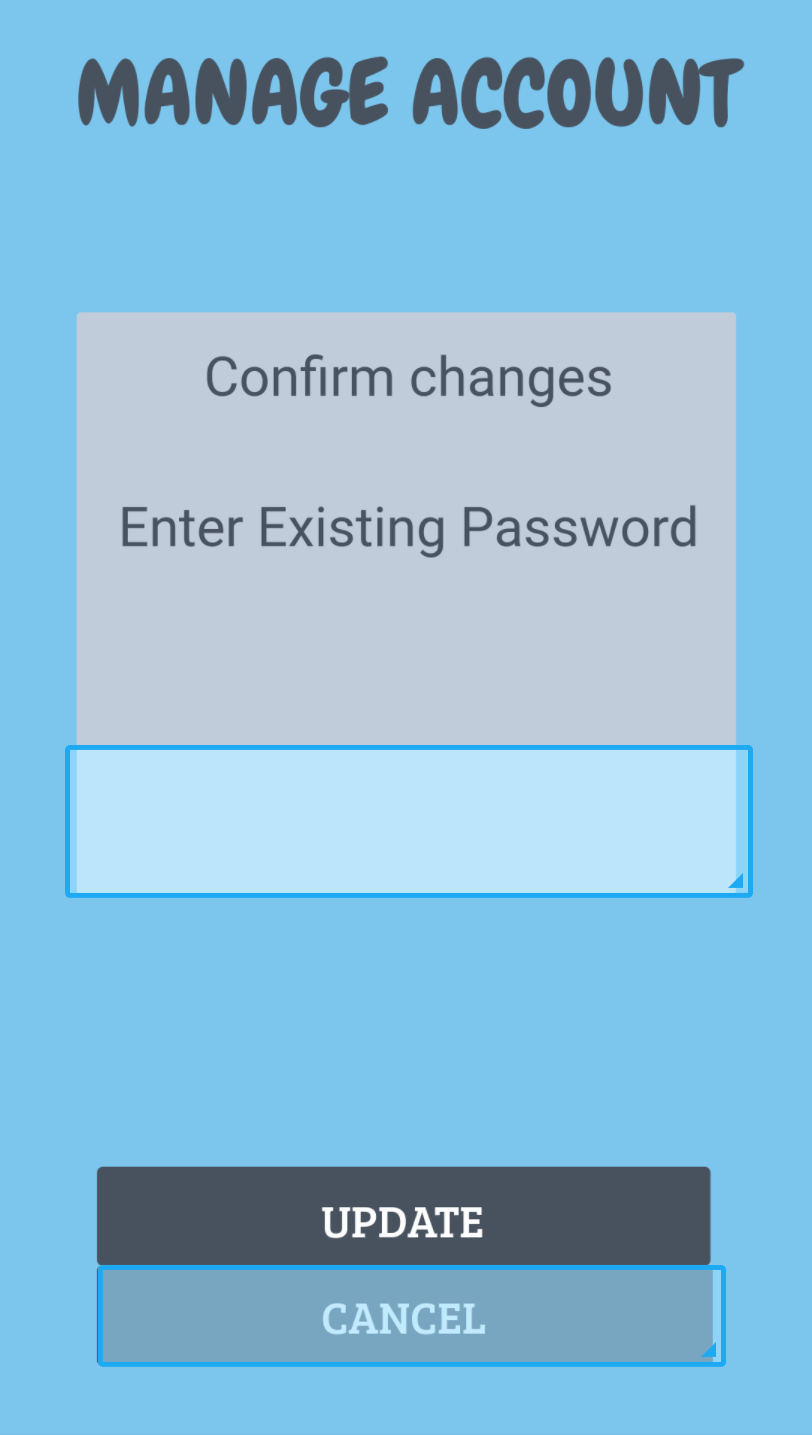 MANAGE ACCOUNT
Confirm changes
Enter Existing Password
UPDATE
CANCEL